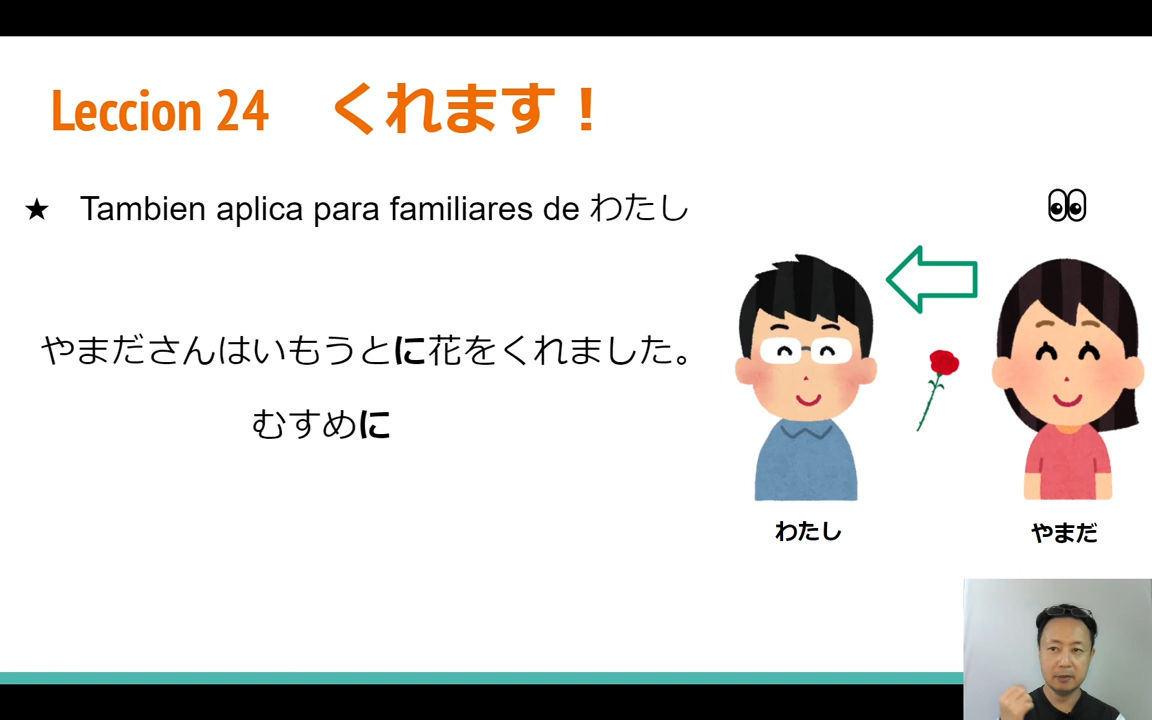 Leccion 24 くれます！
★ Tambien aplica para familiares de わたし
やまださんはいもうとに花をくれました。
むすめに
わたし
やまだ